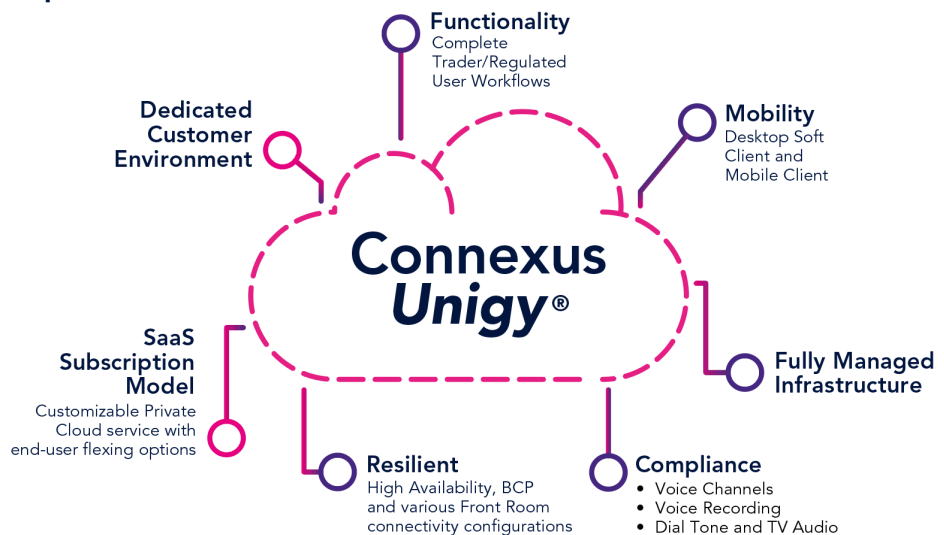 Functionality
Complete
Trader/Regulated
User Workflows
Dedicated
Customer
Environment
Mobility
Desktop Soft
Client and
Mobile Client
Connexus
Unigy®
SaaS
Subscription
Model
Customizable Private
Cloud service with
end-user flexing options
Fully Managed
Infrastructure
Resilient
High Availability, BCP
and various Front Room
connectivity configurations
Compliance
• Voice Channels
• Voice Recording
• Dial Tone and TV Audio